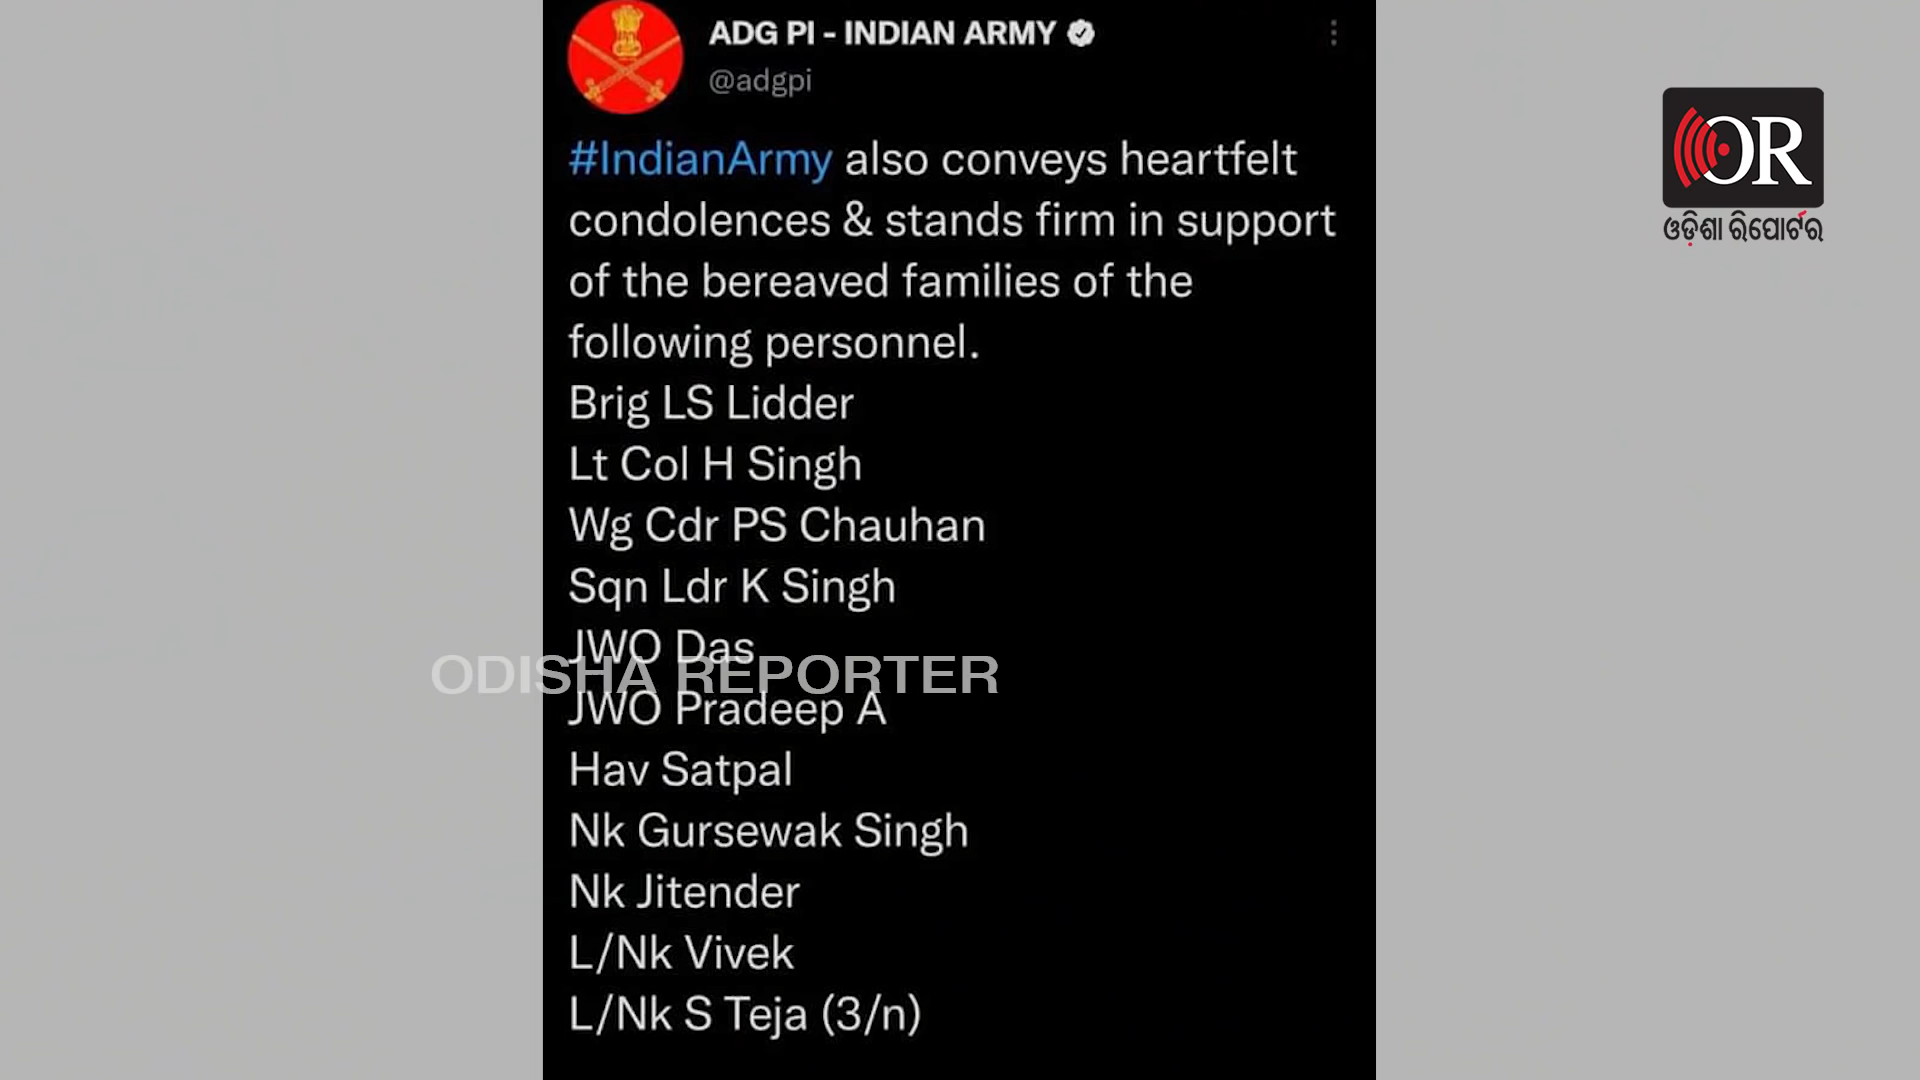 ADG PI - INDIAN ARMY
@adgpi
#IndianArmy also conveys heartfelt
condolences & stands firm in support
of the bereaved families of the
following personnel.
Brig LS Lidder
Lt Col H Singh
Wg Cdr PS Chauhan
Sqn Ldr K Singh
JWO Das
JWO Pradeep A
Hav Satpal
Nk Gursewak Singh
Nk Jitender
L/Nk Vivek
L/Nk S Teja (3/n)
ODISHA REPORTER
OR
ଓଡ଼ିଶା ରିପୋର୍ଟର